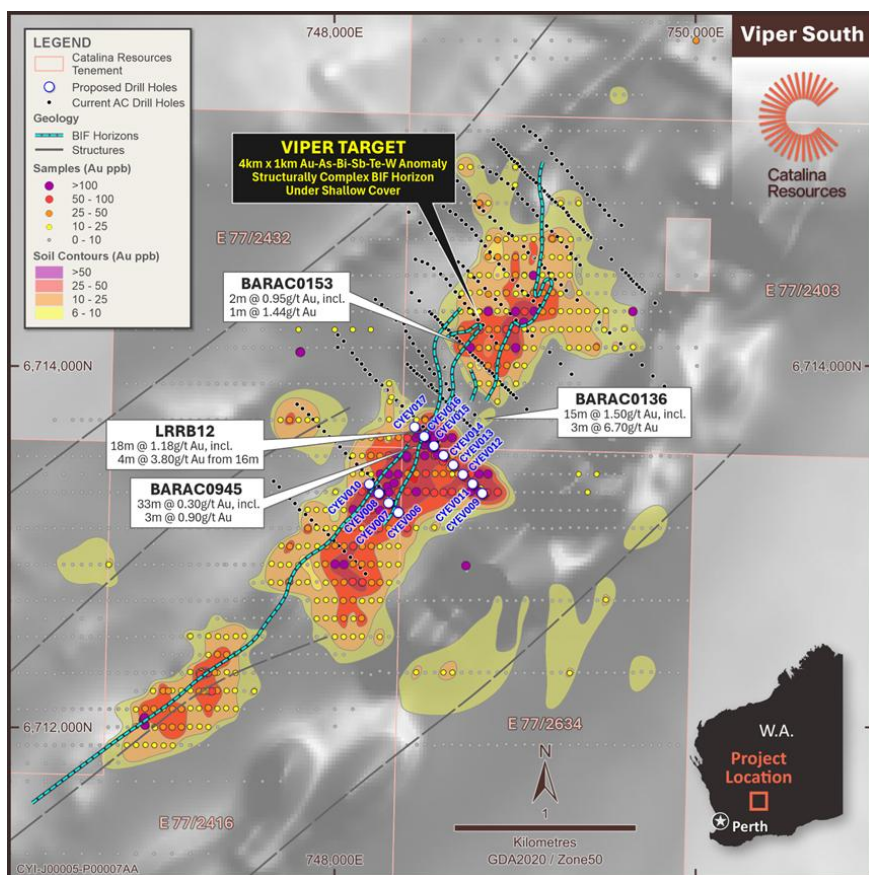 748,000E
750,000E
Viper South
Catalina
Resources
LEGEND
Catalina Resources
Tenement
Proposed Drill Holes
Current AC Drill Holes
Geology
BIF Horizons
Structures
Samples (Au ppb)
>100
50 - 100
25 - 50
10 - 25
0 - 10
Soil Contours (Au ppb)
>50
25 - 50
10 - 25
6 - 10
VIPER TARGET
4km x 1km Au-As-Bi-Sb-Te-W Anomaly
Structurally Complex BIF Horizon
Under Shallow Cover
E 77/2432
E 77/2403
BARAC0153
2m @ 0.95g/t Au, incl.
1m @ 1.44g/t Au
6,714,000N
6,714,000N
BARAC0136
15m @ 1.50g/t Au, incl.
3m @ 6.70g/t Au
LRRB12
18m @ 1.18g/t Au, incl.
4m @ 3.80g/t Au from 16m
BARAC0945
33m @ 0.30g/t Au, incl.
3m @ 0.90g/t Au
CYEV017
CYEV016
CYEV015
CYEV014
CYEV013
CYEV012
CYEV010
CYEV008
CYEV007
CYEV006
CYEV009
6,712,000N
E 77/2634
E 77/2416
N
1
Kilometres
GDA2020 / Zone50
W.A.
Project
Location
Perth
748,000E
CYI-J00005-P00007AA